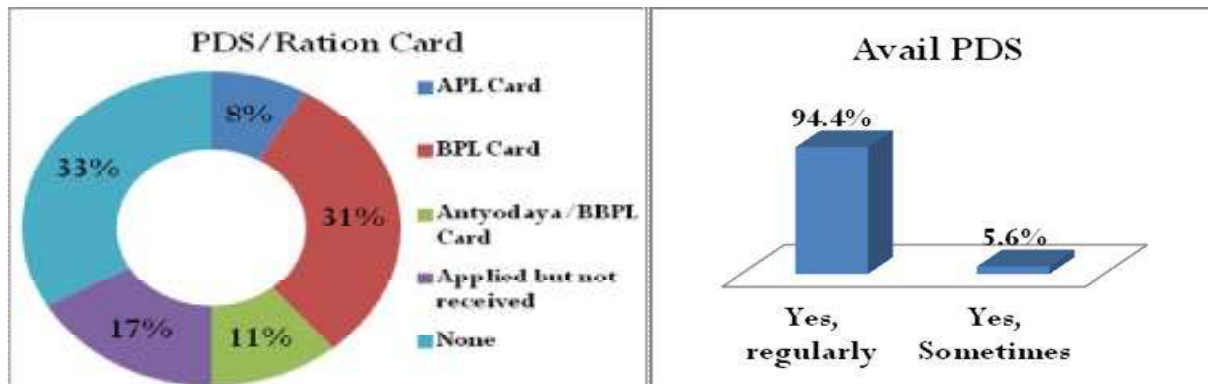 PDS/Ration Card
8%
31%
11%
17%
33%
APL Card
BPL Card
Antyodaya/BBPL
Card
Applied but not
received
None
Avail PDS
94.4%
5.6%
Yes,
regularly
Yes,
Sometimes